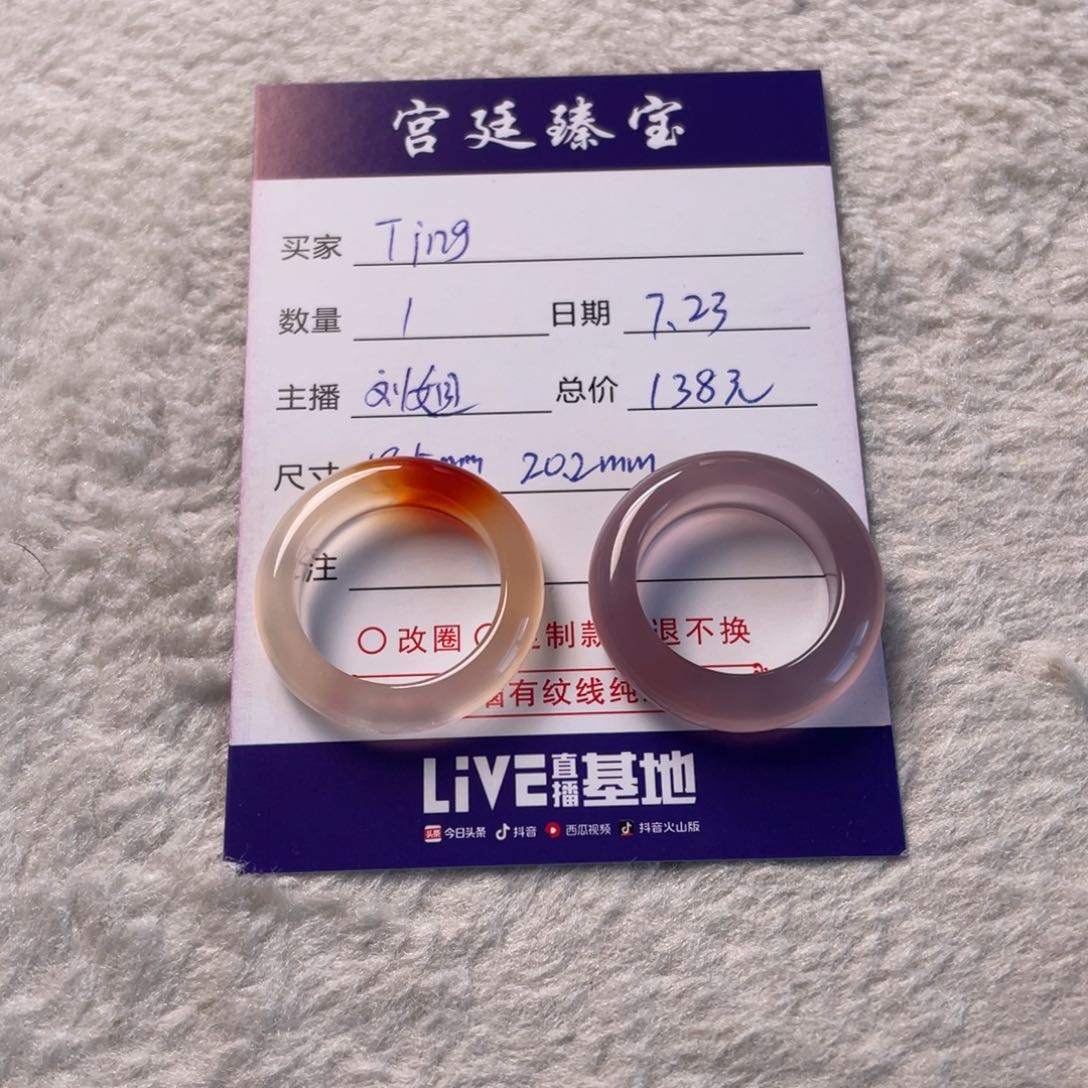 宫廷臻宝
买家 Tjing
数量 1 日期 7.23
主播 刘姐 总价 138元
尺寸 20.2mm
注
改圈 制款 退不换
有纹线纯
LiVE直播基地
头条 今日头条 抖音 西瓜视频 抖音火山版